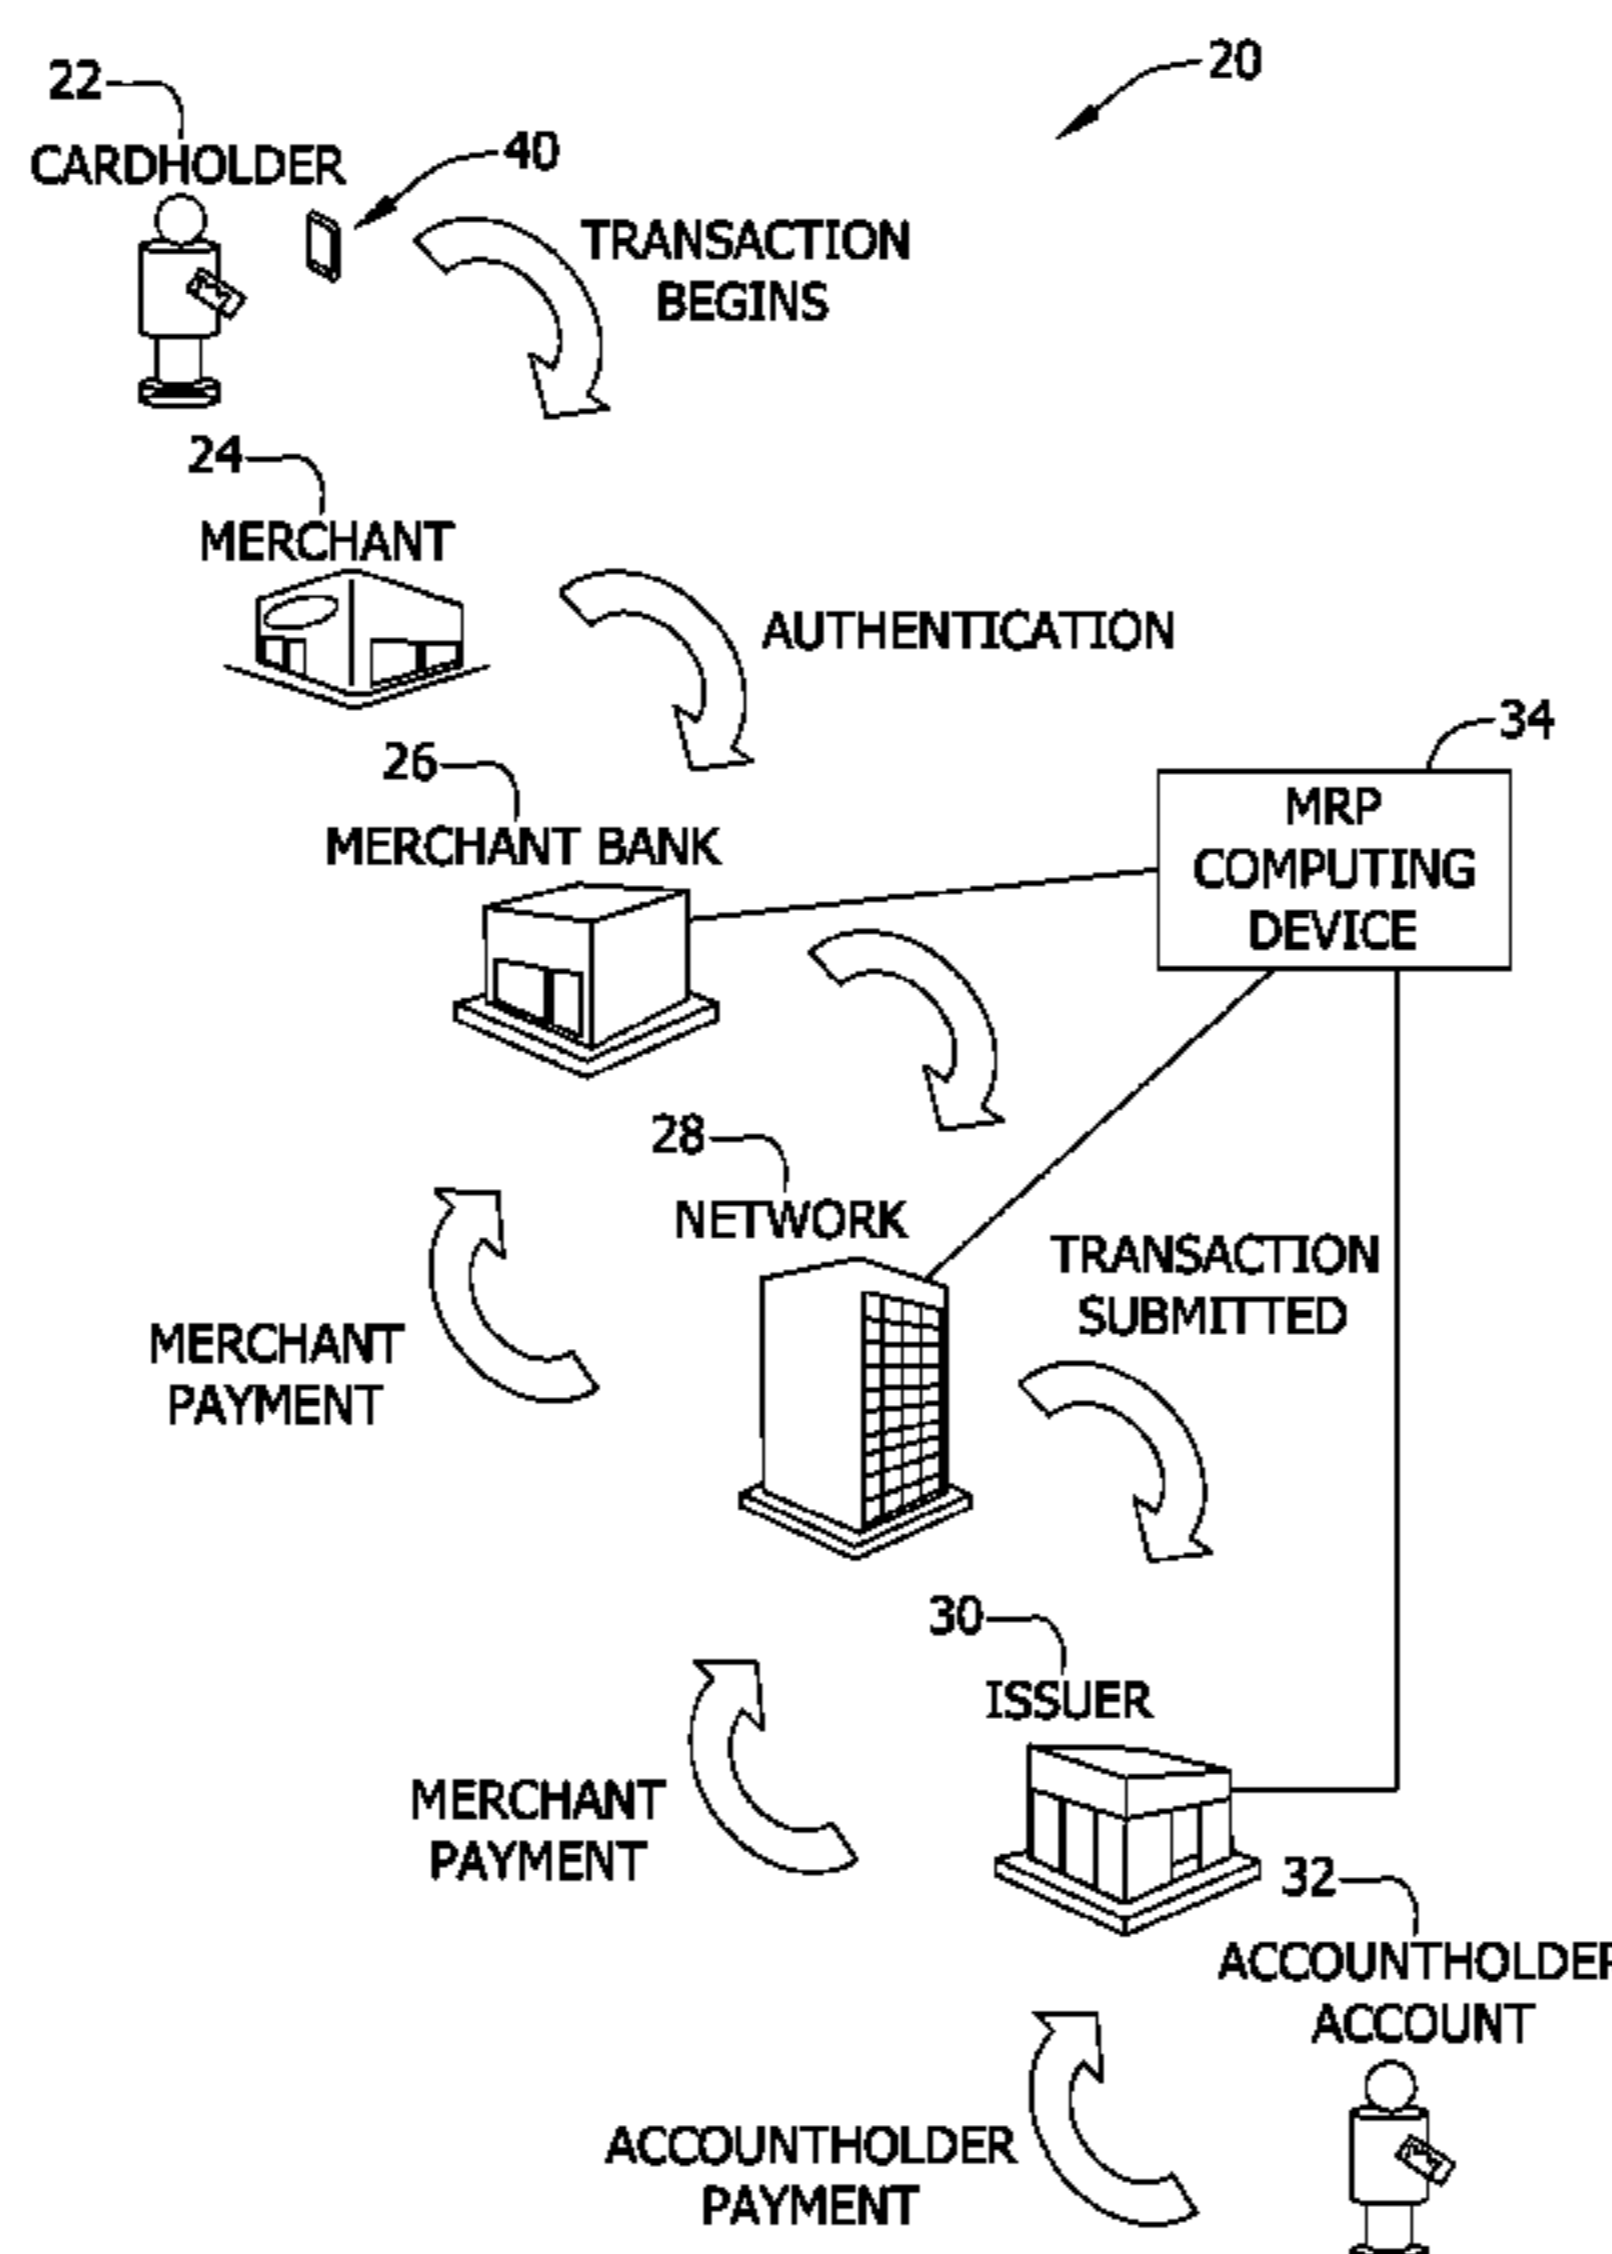 20
22
CARDHOLDER
40
TRANSACTION
BEGINS
24
MERCHANT
AUTHENTICATION
26
MERCHANT BANK
34
MRP
COMPUTING
DEVICE
28
NETWORK
TRANSACTION
SUBMITTED
MERCHANT
PAYMENT
30
ISSUER
MERCHANT
PAYMENT
32
ACCOUNTHOLDER
ACCOUNT
ACCOUNTHOLDER
PAYMENT